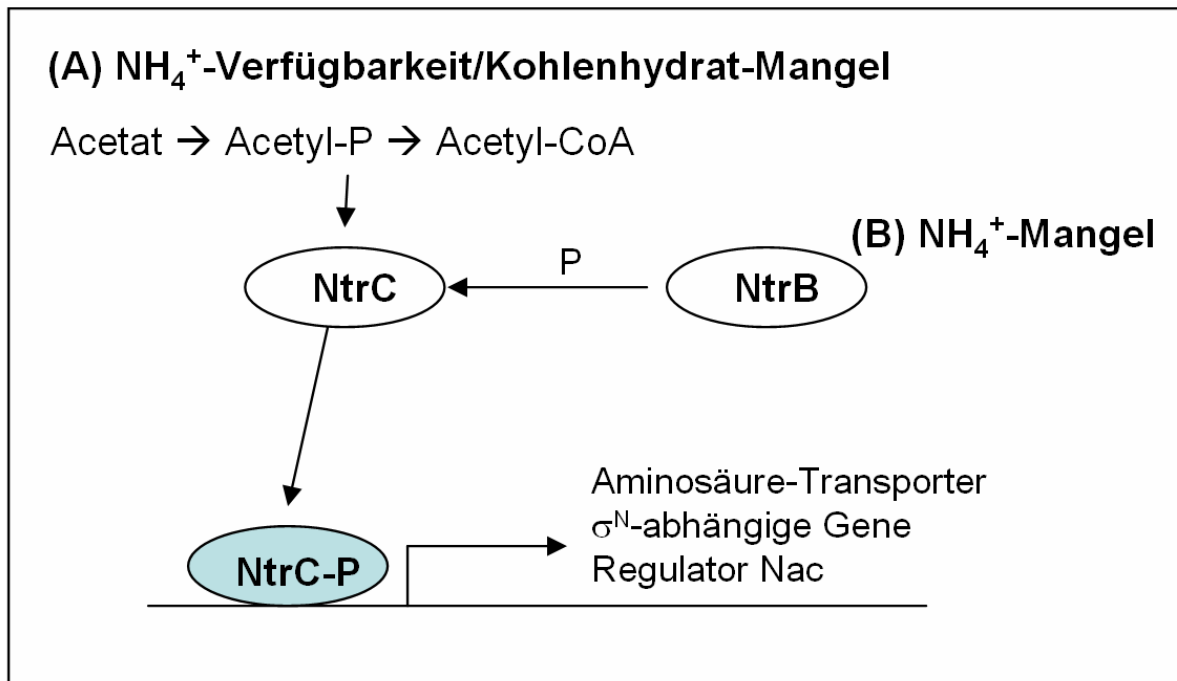 (A) NH₄⁺-Verfügbarkeit/Kohlenhydrat-Mangel
Acetat → Acetyl-P → Acetyl-CoA
(B) NH₄⁺-Mangel
P
NtrC
NtrB
Aminosäure-Transporter
σᴺ-abhängige Gene
Regulator Nac
NtrC-P